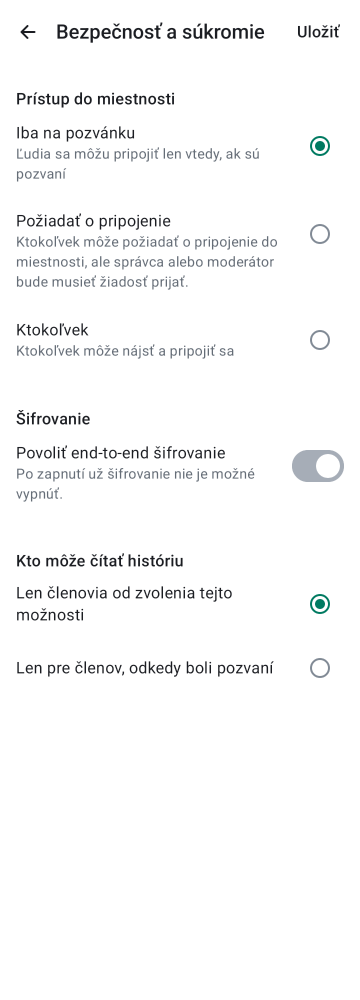 Bezpečnosť a súkromie
Uložiť
Prístup do miestnosti
Iba na pozvánku
Ľudia sa môžu pripojiť len vtedy, ak sú
pozvaní
Požiadať o pripojenie
Ktokoľvek môže požiadať o pripojenie do
miestnosti, ale správca alebo moderátor
bude musieť žiadosť prijať.
Ktokoľvek
Ktokoľvek môže nájsť a pripojiť sa
Šifrovanie
Povoliť end-to-end šifrovanie
Po zapnutí už šifrovanie nie je možné
vypnúť.
Kto môže čítať históriu
Len členovia od zvolenia tejto
možnosti
Len pre členov, odkedy boli pozvaní